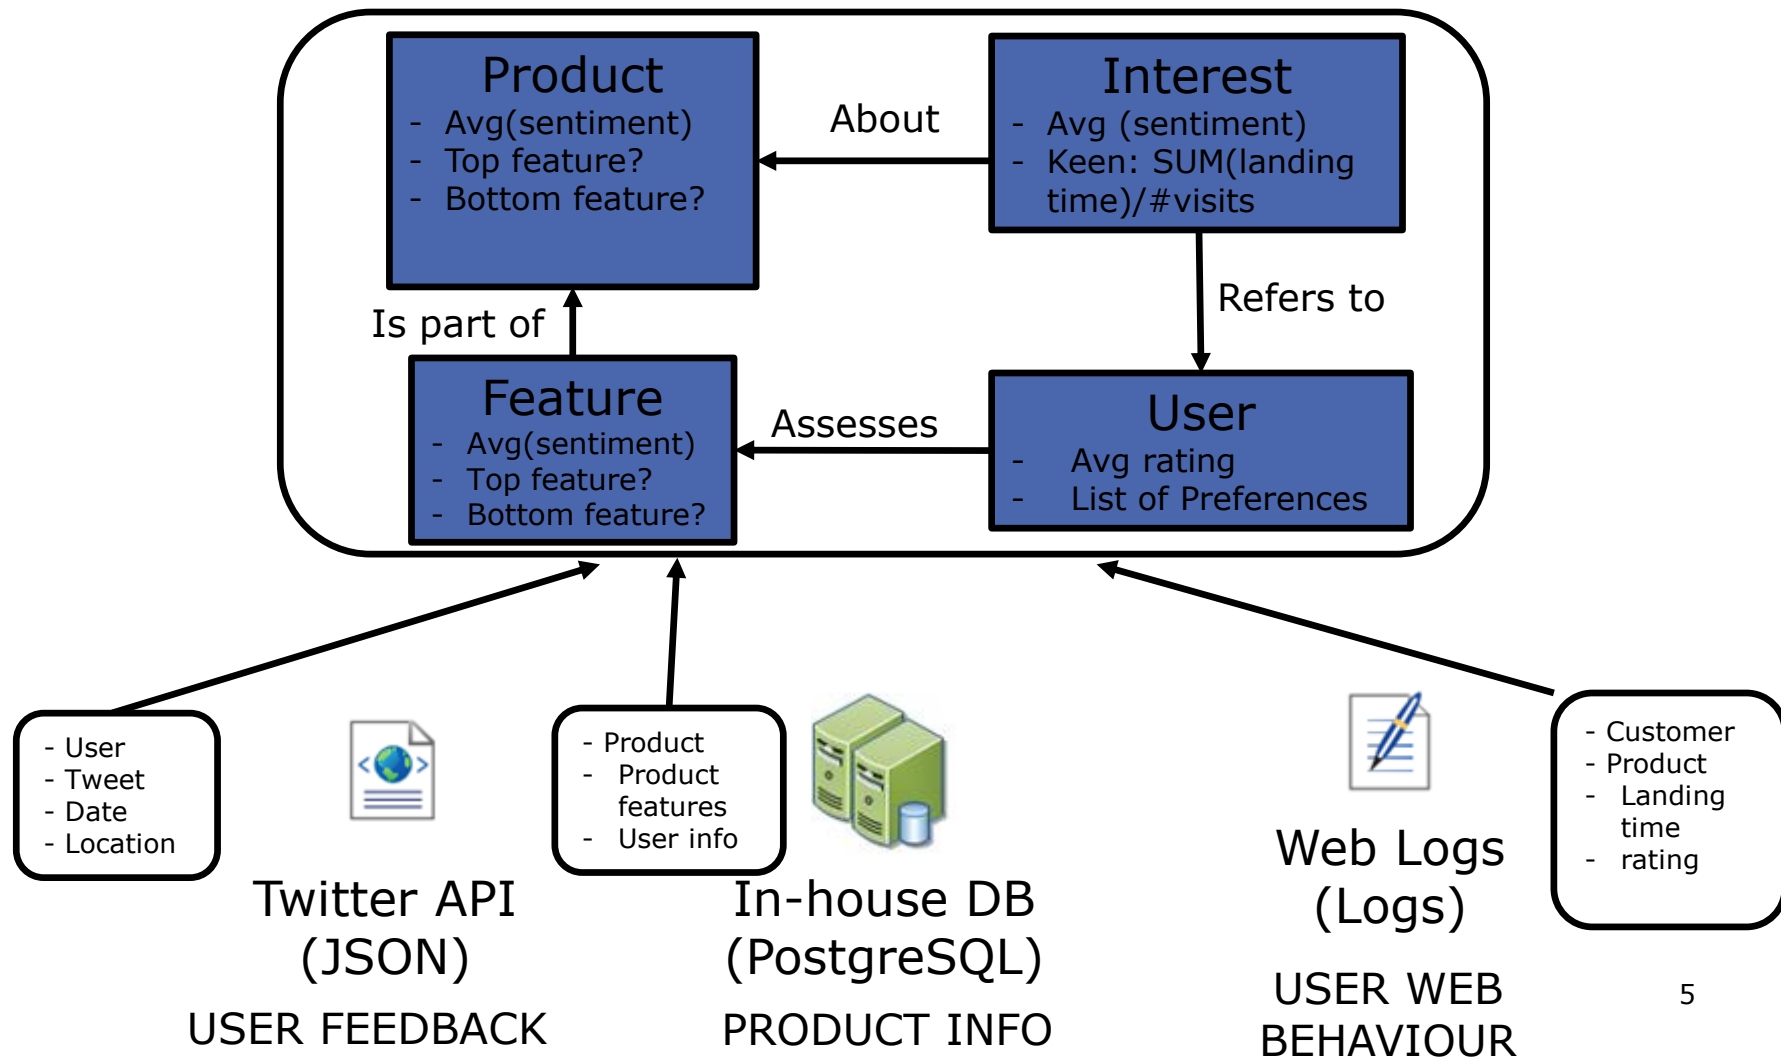 Product
- Avg(sentiment)
- Top feature?
- Bottom feature?
About
Interest
- Avg (sentiment)
- Keen: SUM(landing
time)/#visits
Is part of
Refers to
Feature
- Avg(sentiment)
- Top feature?
- Bottom feature?
Assesses
User
- Avg rating
- List of Preferences
- User
- Tweet
- Date
- Location
Twitter API
(JSON)
USER FEEDBACK
- Product
- Product
features
- User info
In-house DB
(PostgreSQL)
PRODUCT INFO
Web Logs
(Logs)
USER WEB
BEHAVIOUR
- Customer
- Product
- Landing
time
- rating
5